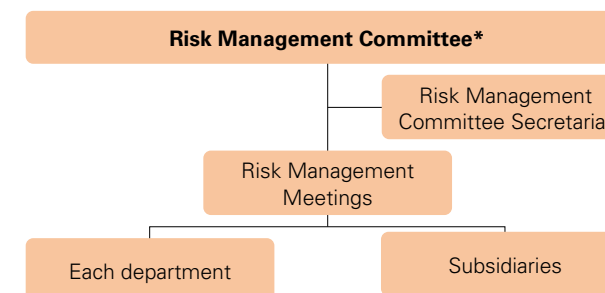 Risk Management Committee*
Risk Management
Committee Secretaria
Risk Management
Meetings
Each department
Subsidiaries